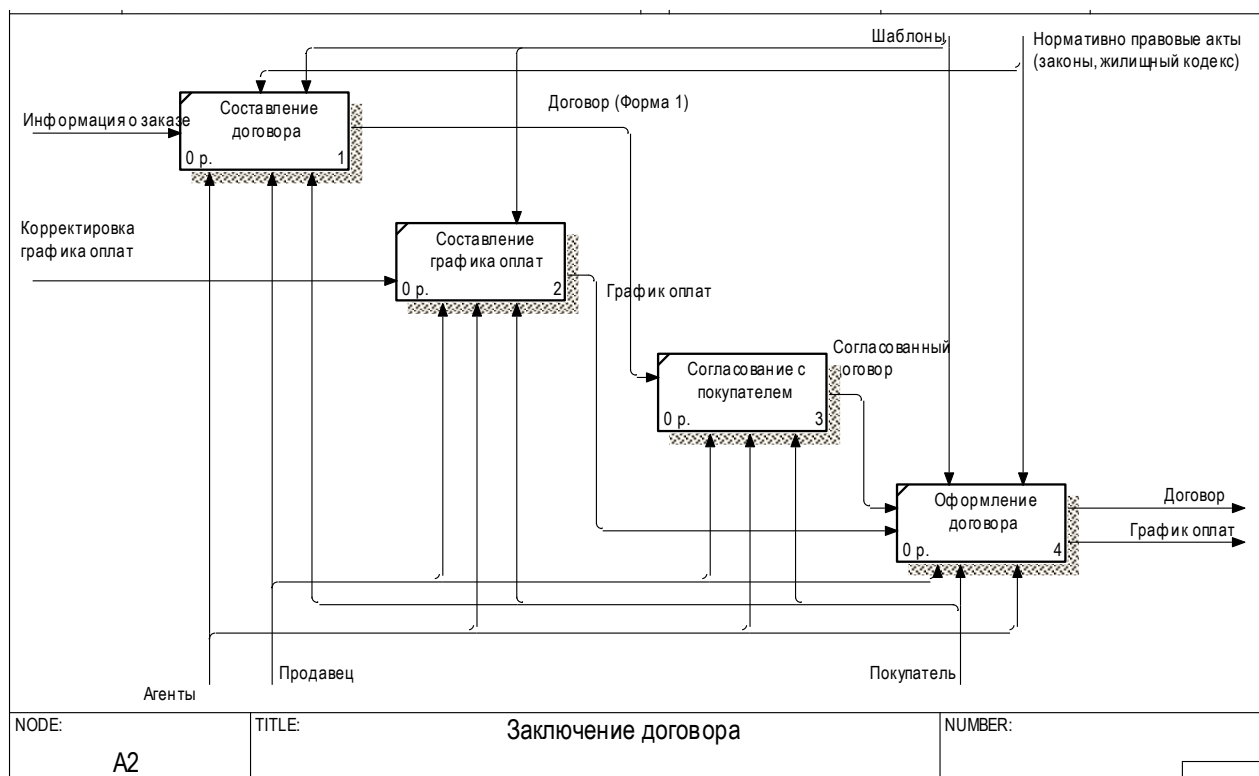 Шаблоны
Нормативно правовые акты
(законы, жилищный кодекс)
Составление
договора
0 р. 1
Информация о заказе
Договор (Форма 1)
Корректировка
графика оплат
Составление
графика оплат
0 р. 2
График оплат
Согласование с
покупателем
0 р. 3
Согласованный
оговор
Оформление
договора
0 р. 4
Договор
График оплат
Агенты
Продавец
Покупатель
NODE:
A2
TITLE:
Заключение договора
NUMBER: